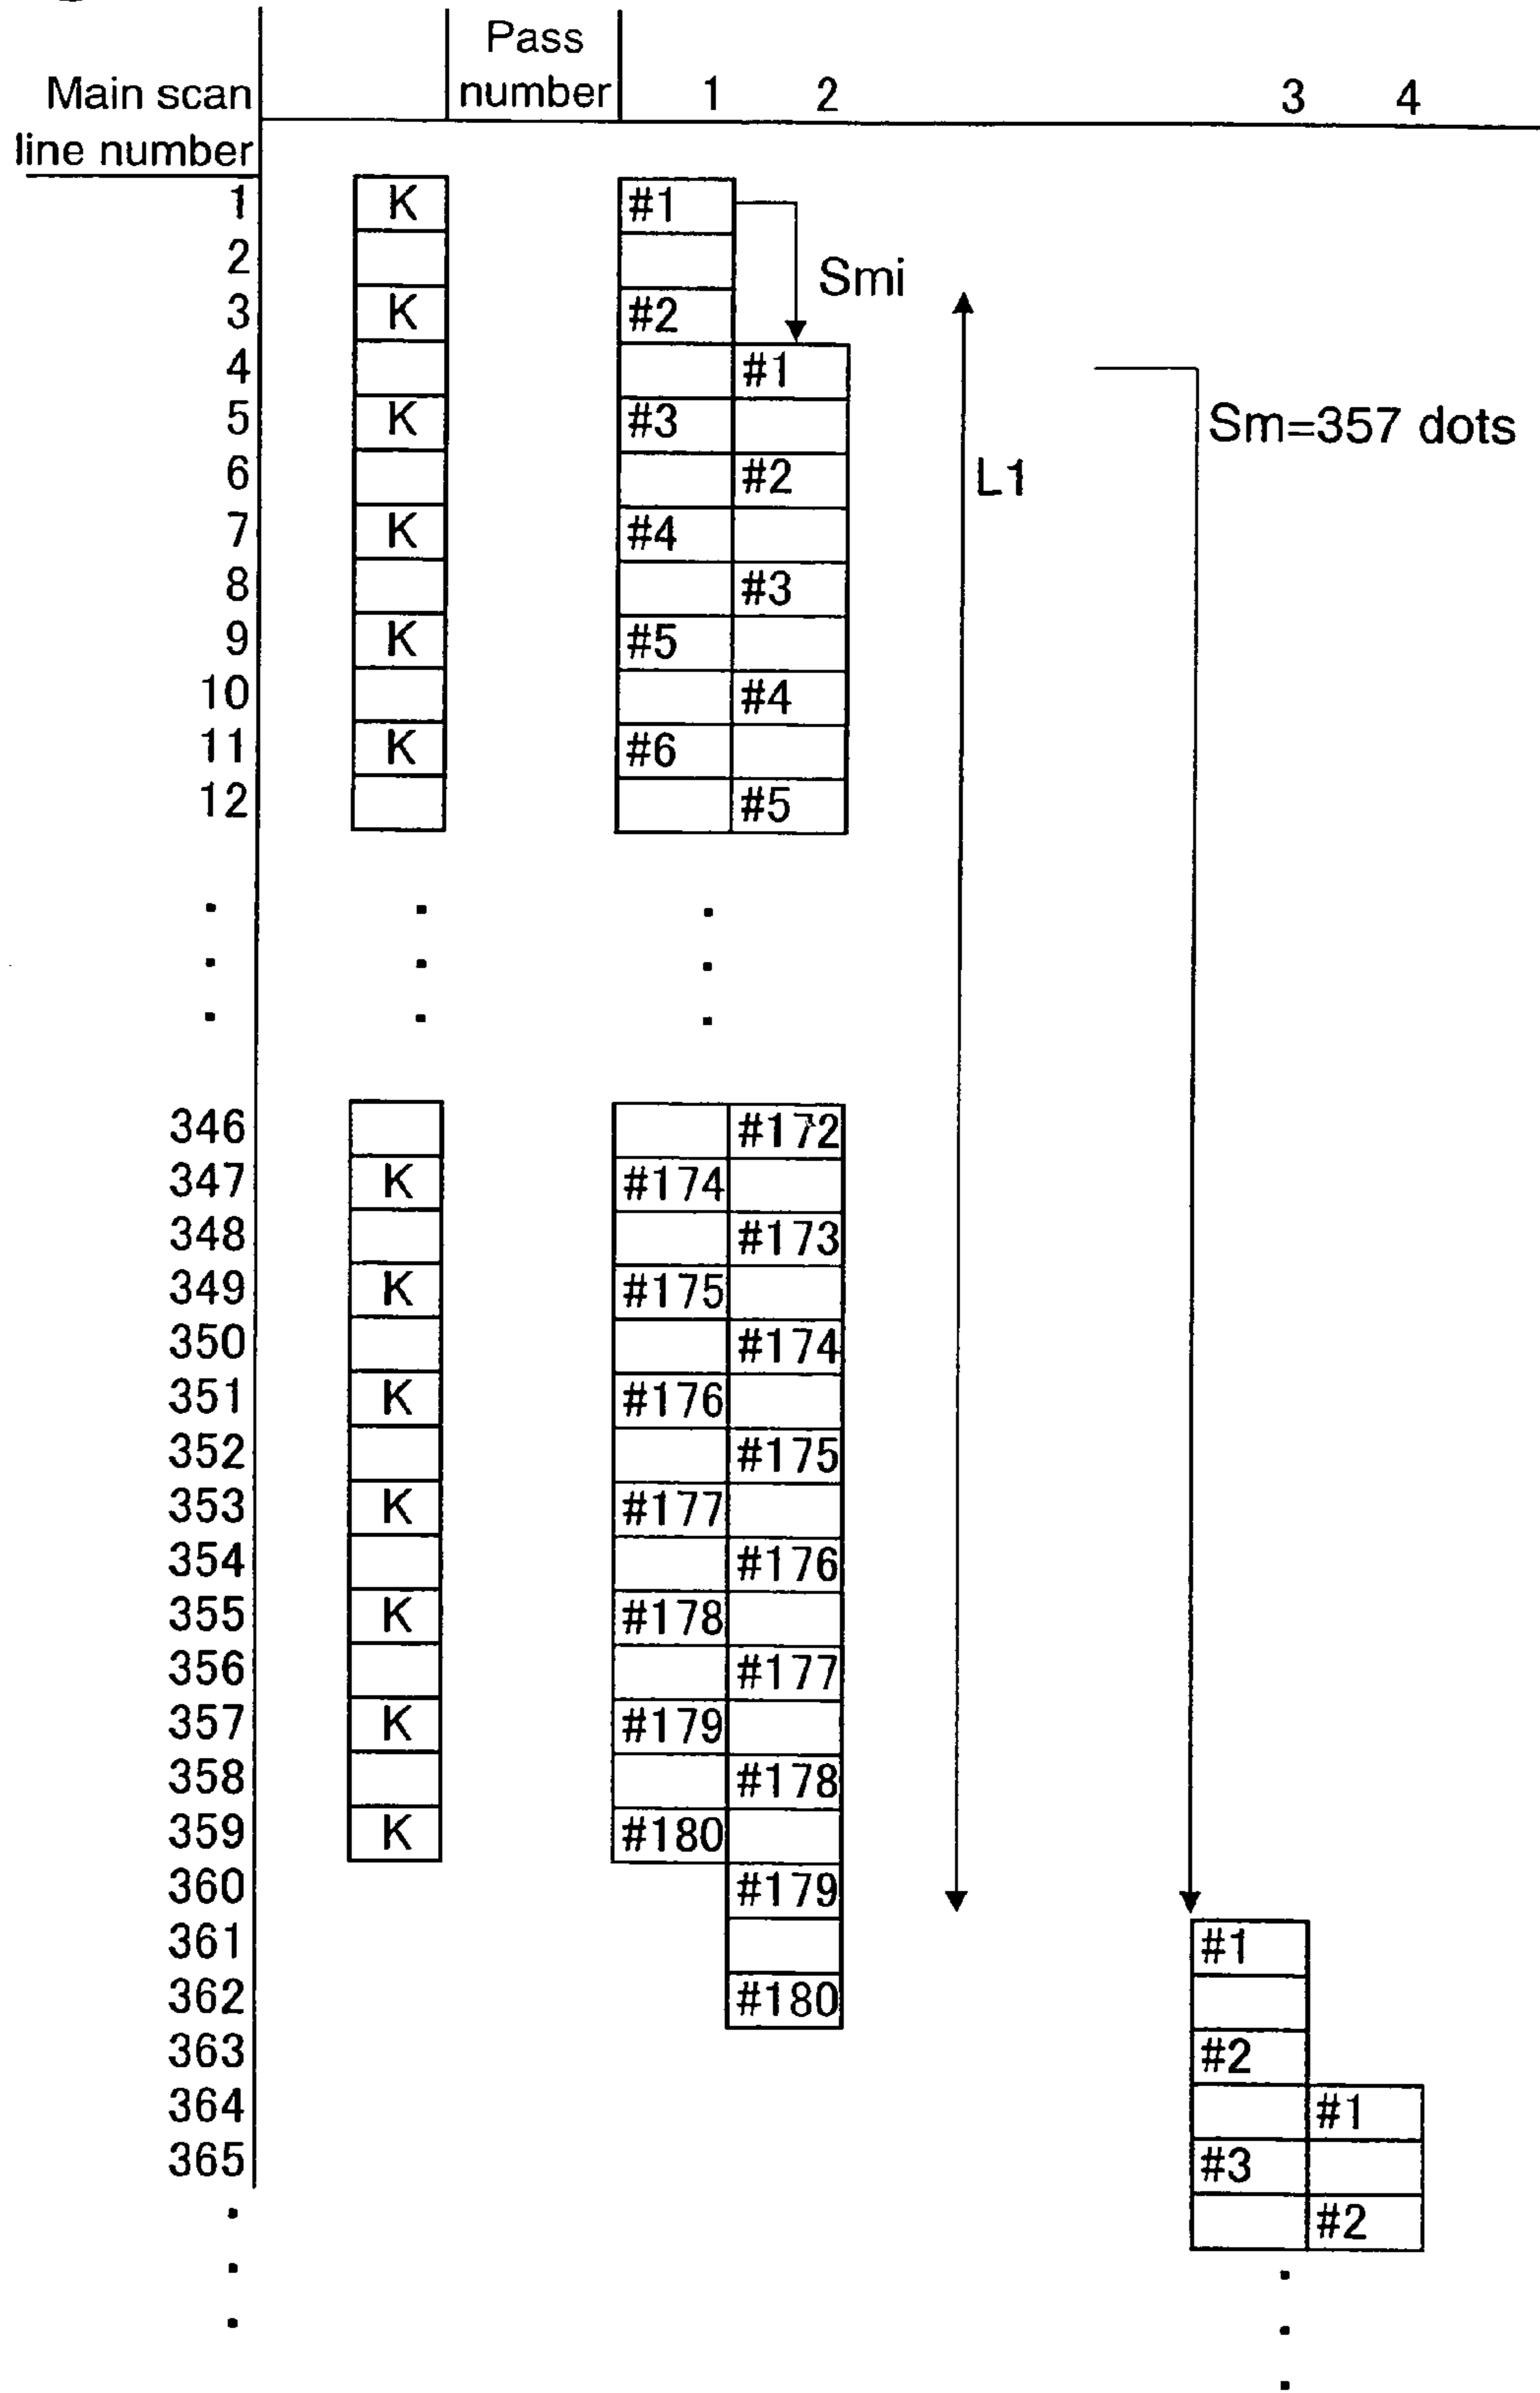 Pass
Main scan number 1 2 3 4
line number
1 K #1
2 Smi
3 K #2
4 #1
5 K #3 Sm=357 dots
6 #2 L1
7 K #4
8 #3
9 K #5
10 #4
11 K #6
12 #5
346 #172
347 K #174
348 #173
349 K #175
350 #174
351 K #176
352 #175
353 K #177
354 #176
355 K #178
356 #177
357 K #179
358 #178
359 K #180
360 #179
361 #1
362 #180
363 #2
364 #1
365 #3
#2